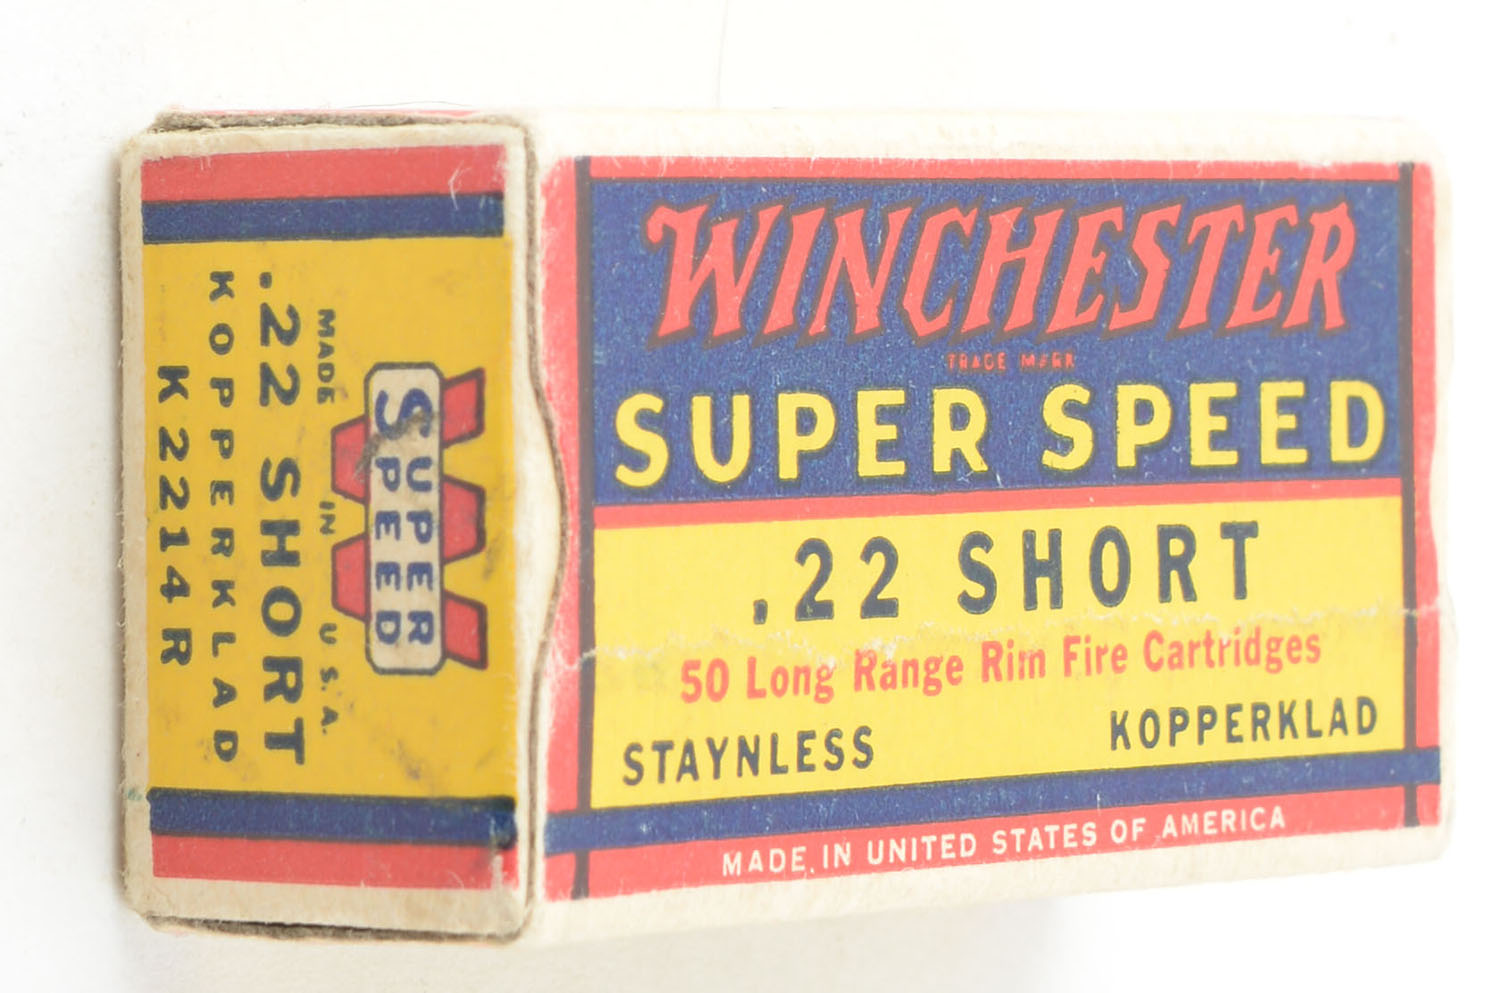 WINCHESTER
TRADE MARK
SUPER SPEED
.22 SHORT
50 Long Range Rim Fire Cartridges
STAYNLESS KOPPERKLAD
MADE IN UNITED STATES OF AMERICA
SUPER
SPEED
MADE IN U.S.A.
.22 SHORT
KOPPERKLAD
K2214R